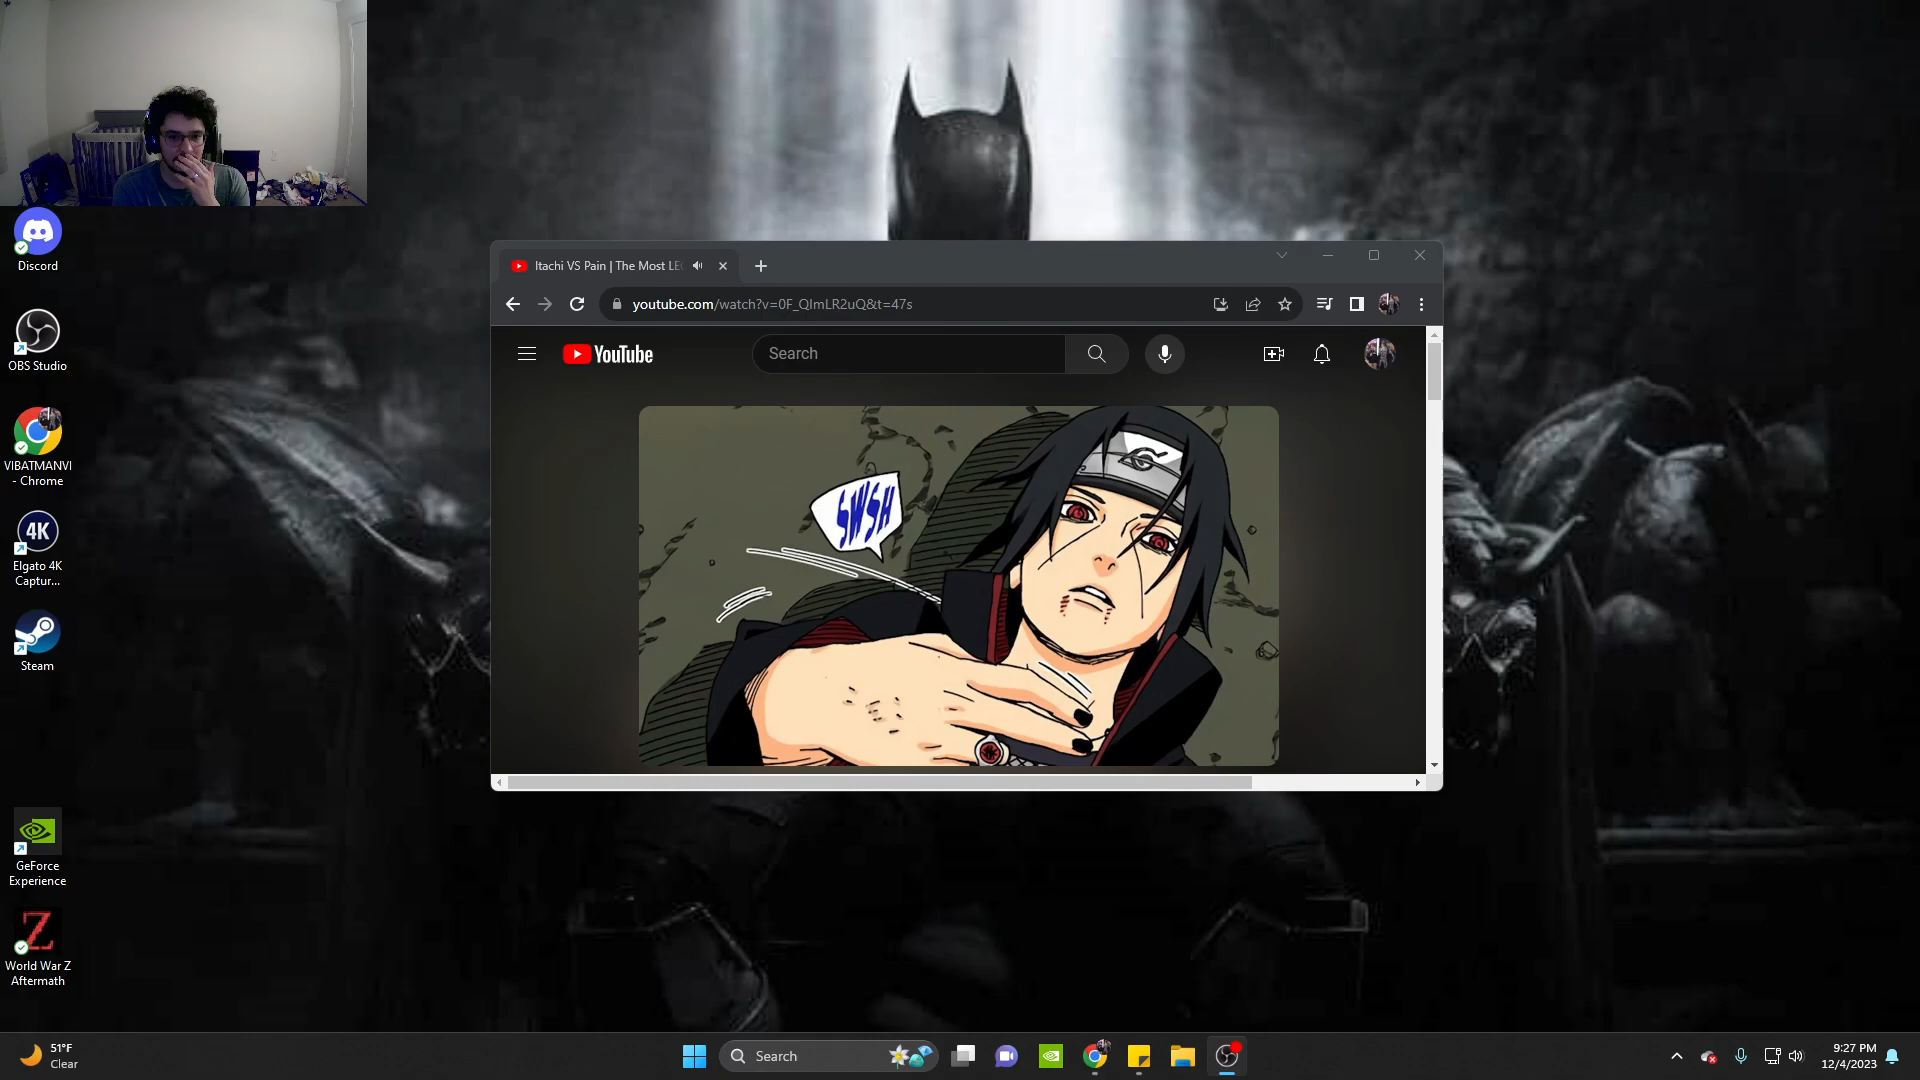 Discord
OBS Studio
VIBATMANVI
- Chrome
4K
Elgato 4K
Captur...
Steam
GeForce
Experience
Z
World War Z
Aftermath
Itachi VS Pain | The Most LE
youtube.com/watch?v=0F_QImLR2uQ&t=47s
YouTube
Search
SWSH
51°F
Clear
Search
9:27 PM
12/4/2023